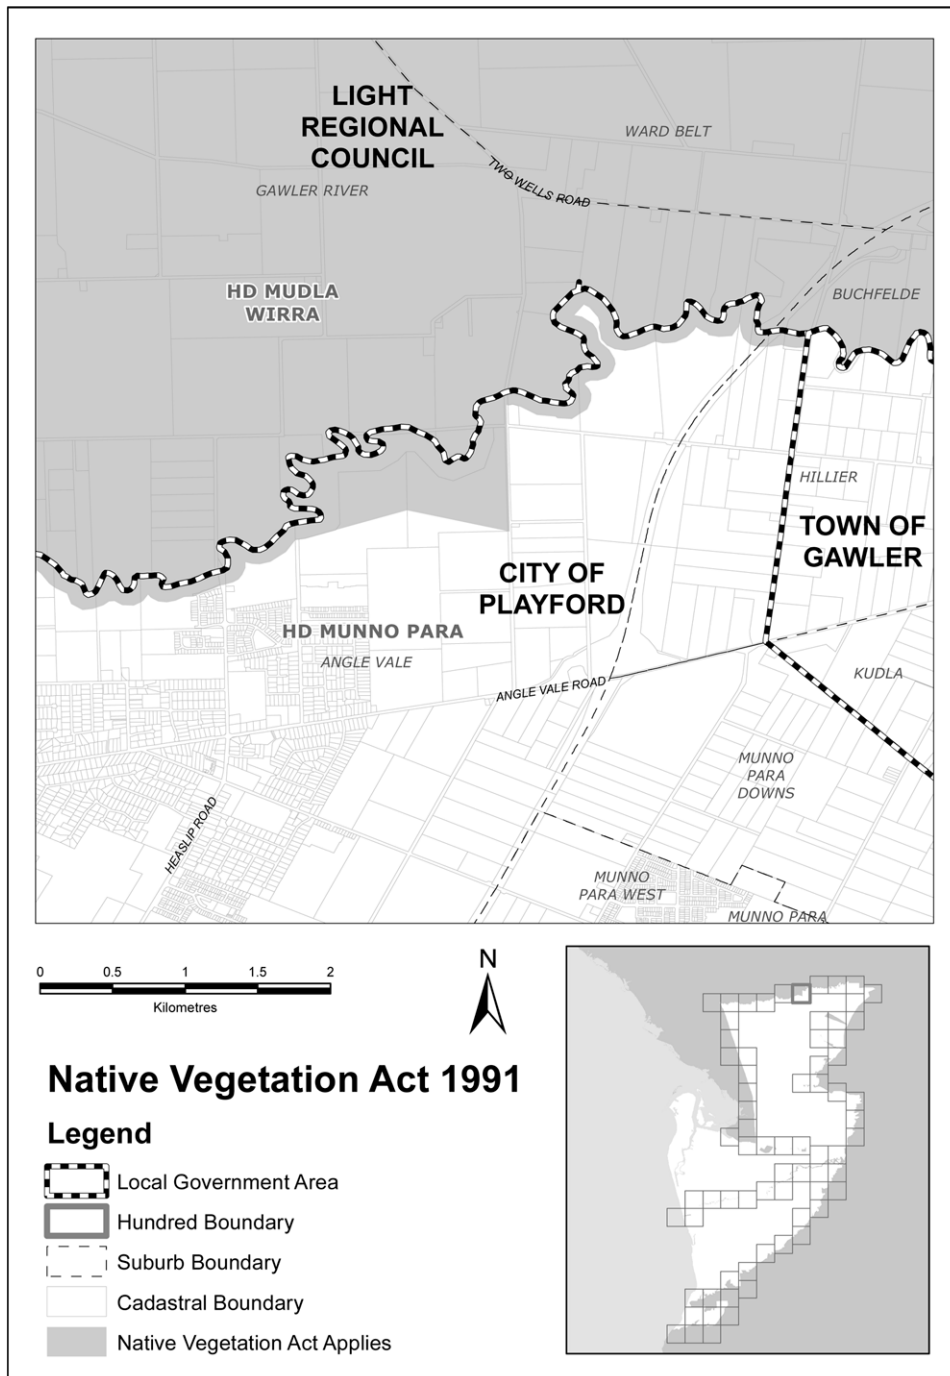 LIGHT
REGIONAL
COUNCIL
WARD BELT
TWO WELLS ROAD
GAWLER RIVER
HD MUDLA
WIRRA
BUCHFELDE
HILLIER
TOWN OF
GAWLER
CITY OF
PLAYFORD
HD MUNNO PARA
ANGLE VALE
KUDLA
ANGLE VALE ROAD
MUNNO
PARA
DOWNS
HEASLIP ROAD
MUNNO
PARA WEST
MUNNO PARA
0 0.5 1 1.5 2
Kilometres
N
Native Vegetation Act 1991
Legend
Local Government Area
Hundred Boundary
Suburb Boundary
Cadastral Boundary
Native Vegetation Act Applies